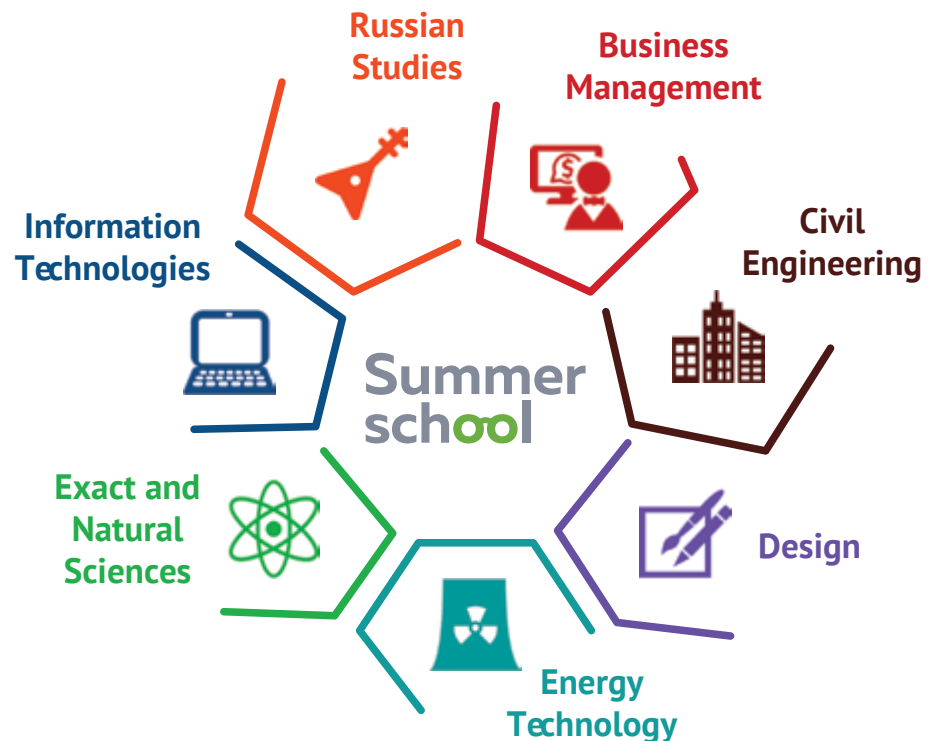 Russian
Studies
Business
Management
Civil
Engineering
Information
Technologies
Summer
school
Exact and
Natural
Sciences
Design
Energy
Technology